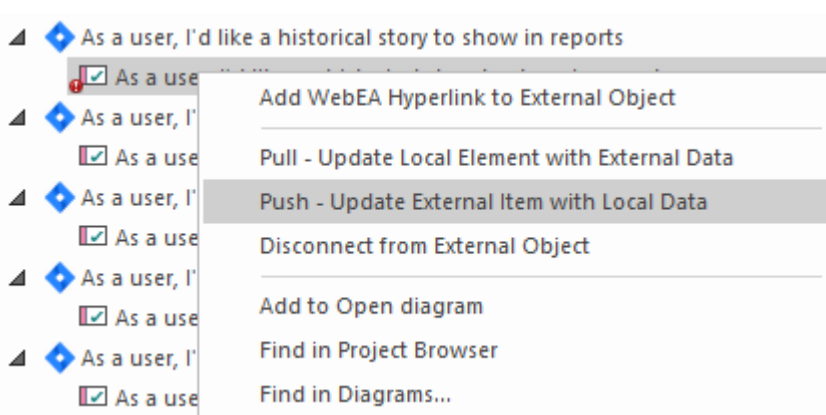 As a user, I'd like a historical story to show in reports
As a use
Add WebEA Hyperlink to External Object
As a user, I'
Pull - Update Local Element with External Data
As a use
Push - Update External Item with Local Data
As a user, I'
As a use
Disconnect from External Object
As a user, I'
Add to Open diagram
As a use
Find in Project Browser
As a user, I'
Find in Diagrams...
As a use